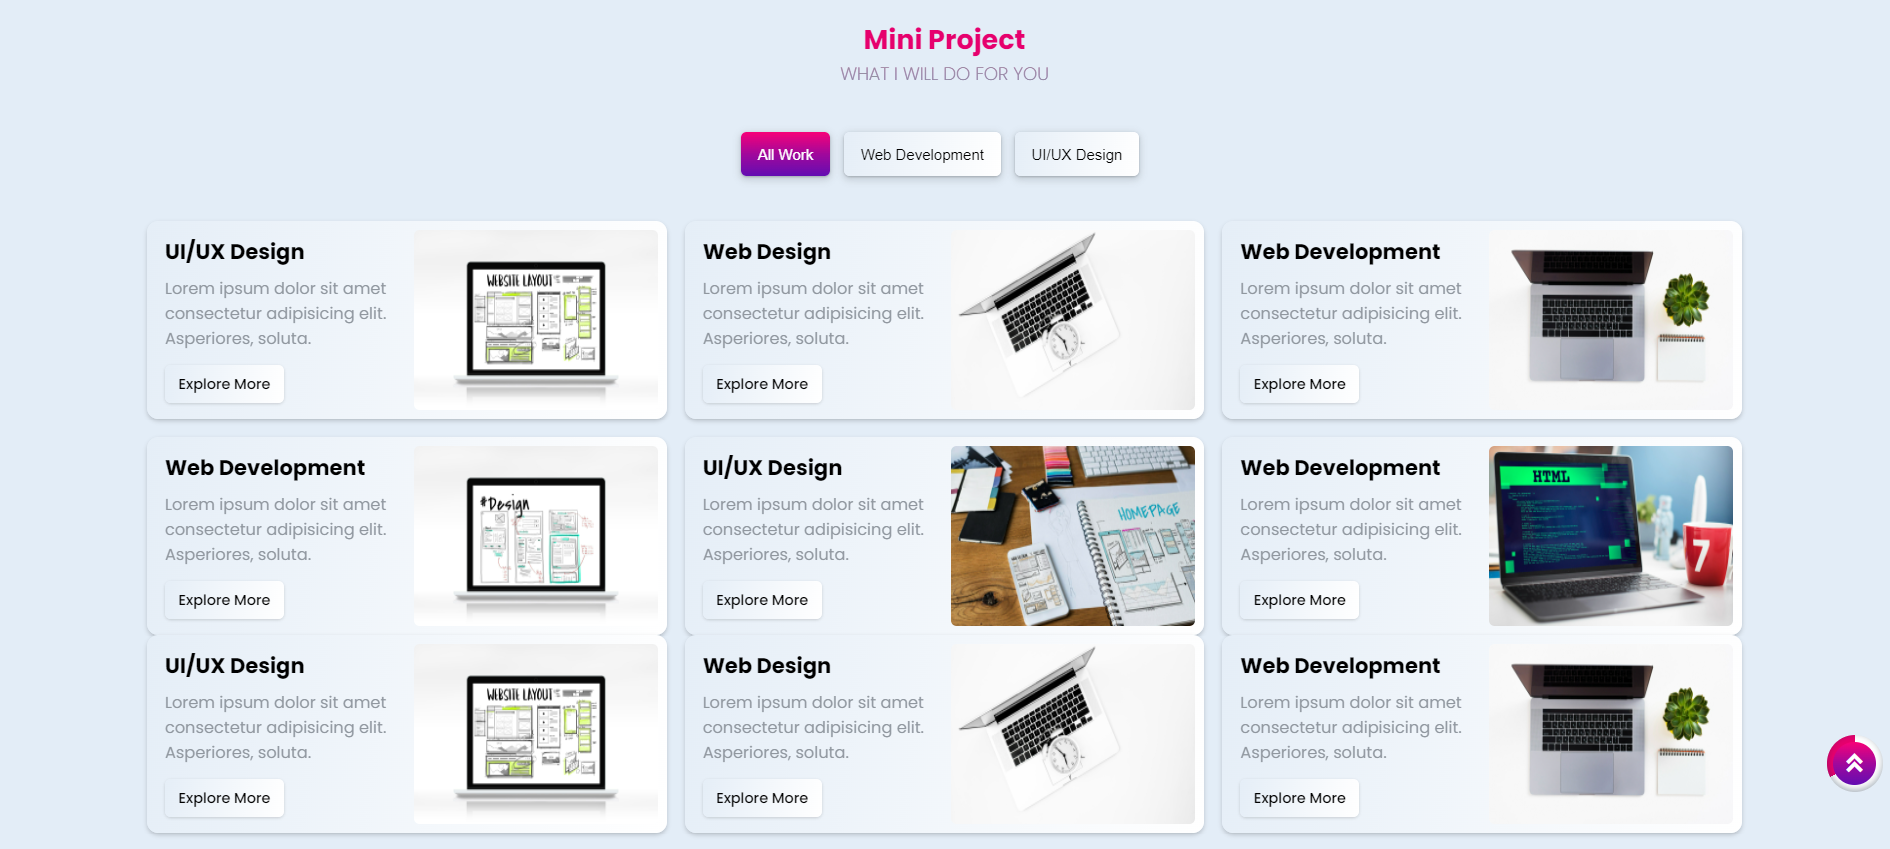 Mini Project
WHAT I WILL DO FOR YOU
All Work
Web Development
UI/UX Design
UI/UX Design
Lorem ipsum dolor sit amet
consectetur adipisicing elit.
Asperiores, soluta.
Explore More
WEBSITE LAYOUT
Web Design
Lorem ipsum dolor sit amet
consectetur adipisicing elit.
Asperiores, soluta.
Explore More
Web Development
Lorem ipsum dolor sit amet
consectetur adipisicing elit.
Asperiores, soluta.
Explore More
Web Development
Lorem ipsum dolor sit amet
consectetur adipisicing elit.
Asperiores, soluta.
Explore More
#Design
UI/UX Design
Lorem ipsum dolor sit amet
consectetur adipisicing elit.
Asperiores, soluta.
Explore More
HOMEPAGE
Web Development
Lorem ipsum dolor sit amet
consectetur adipisicing elit.
Asperiores, soluta.
Explore More
HTML
7
UI/UX Design
Lorem ipsum dolor sit amet
consectetur adipisicing elit.
Asperiores, soluta.
Explore More
WEBSITE LAYOUT
Web Design
Lorem ipsum dolor sit amet
consectetur adipisicing elit.
Asperiores, soluta.
Explore More
Web Development
Lorem ipsum dolor sit amet
consectetur adipisicing elit.
Asperiores, soluta.
Explore More